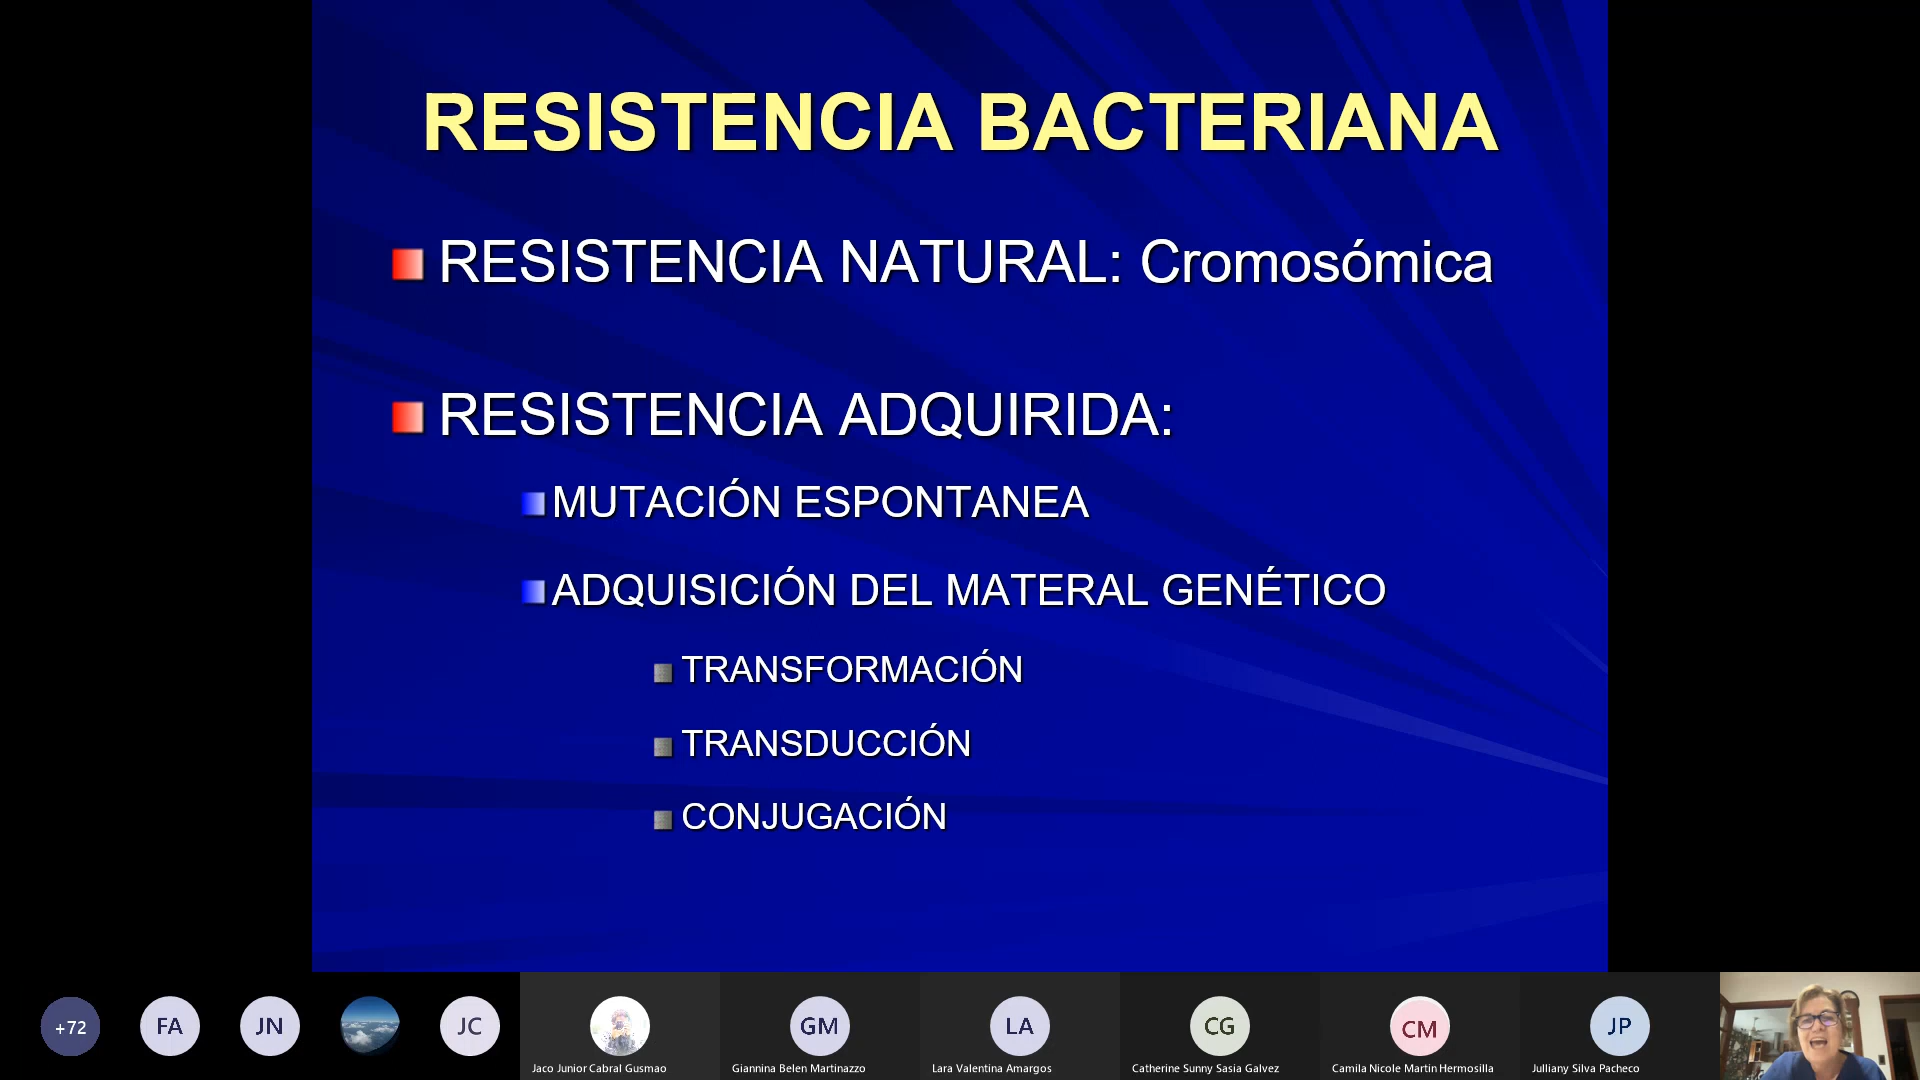 RESISTENCIA BACTERIANA
RESISTENCIA NATURAL: Cromosómica
RESISTENCIA ADQUIRIDA:
MUTACIÓN ESPONTANEA
ADQUISICIÓN DEL MATERAL GENÉTICO
TRANSFORMACIÓN
TRANSDUCCIÓN
CONJUGACIÓN
+72
FA
JN
JC
GM
LA
CG
CM
JP
Jaco Junior Cabral Gusmao
Giannina Belen Martinazzo
Lara Valentina Amargos
Catherine Sunny Sasia Galvez
Camila Nicole Martin Hermosilla
Julliany Silva Pacheco